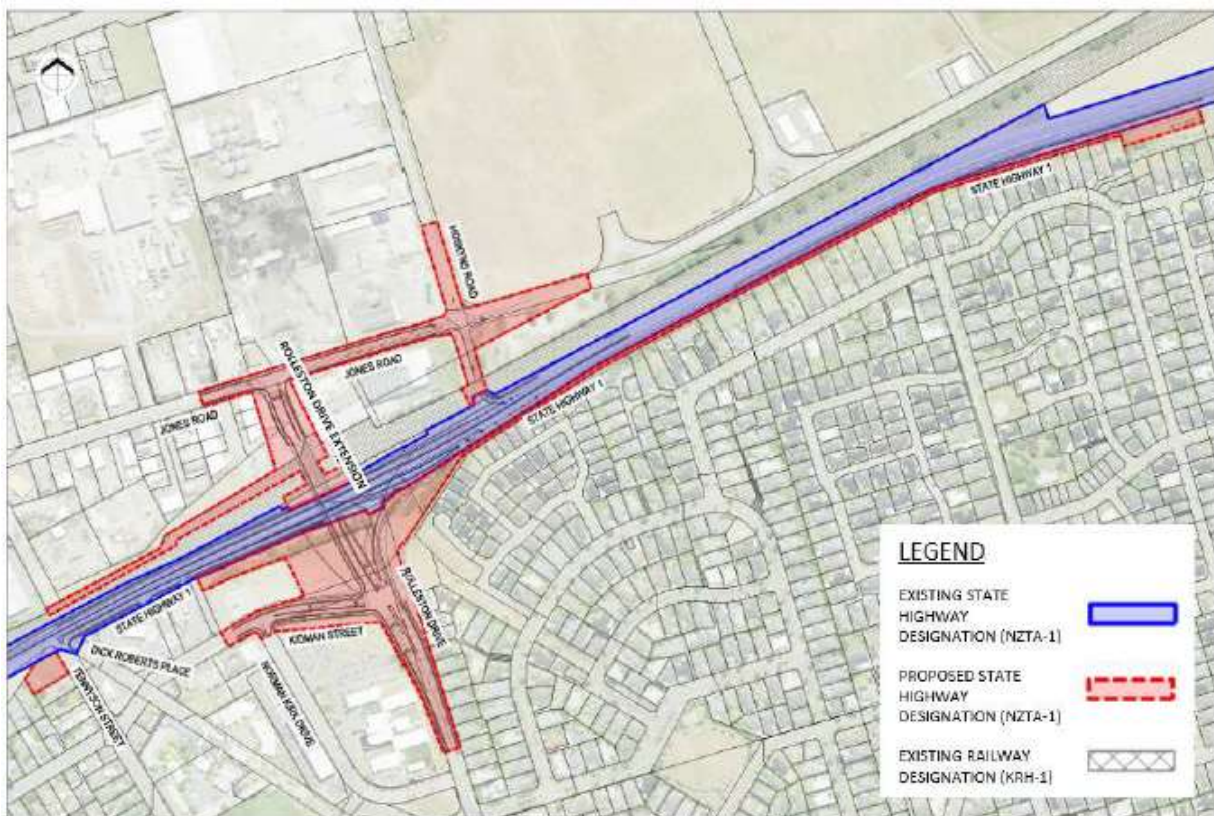 STATE HIGHWAY 1
HOSKYNS ROAD
JONES ROAD
ROLLESTON DRIVE EXTENSION
JONES ROAD
STATE HIGHWAY 1
STATE HIGHWAY 1
ROLLESTON DRIVE
KIDMAN STREET
DICK ROBERTS PLACE
TENNYSON STREET
NORMAN KIRK DRIVE
LEGEND
EXISTING STATE
HIGHWAY
DESIGNATION (NZTA-1)
PROPOSED STATE
HIGHWAY
DESIGNATION (NZTA-1)
EXISTING RAILWAY
DESIGNATION (KRH-1)